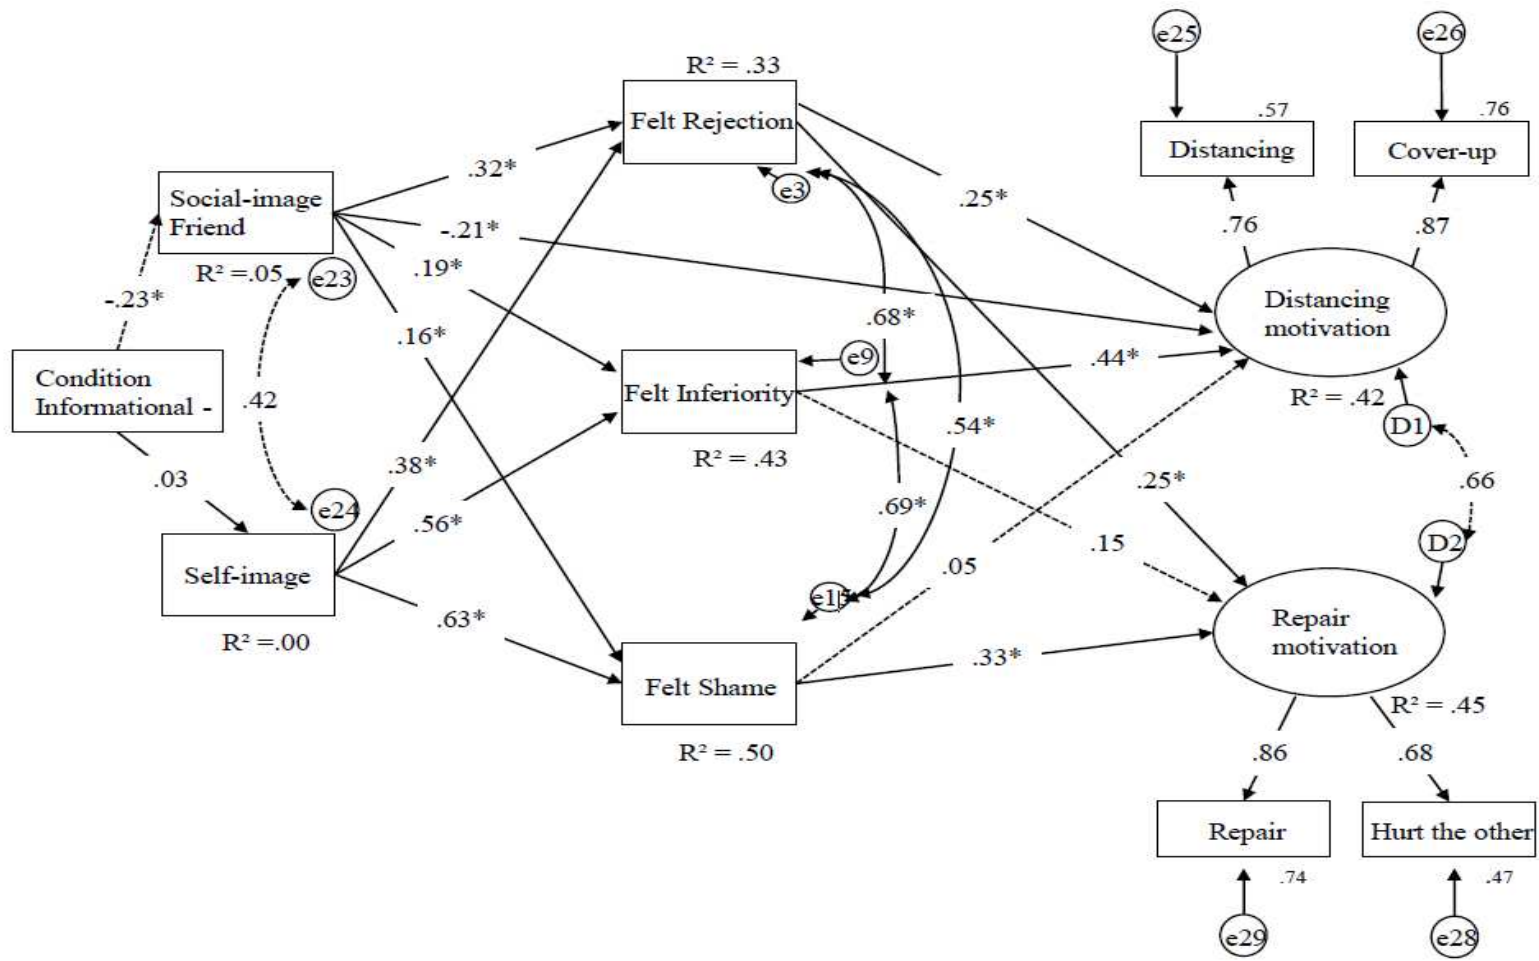 e25
e26
R² = .33
.57
.76
Felt Rejection
Distancing
Cover-up
.32*
e3
.25*
Social-image
Friend
-.21*
.76
.87
R² =.05
e23
.19*
-.23*
.68*
Distancing
motivation
.16*
e9
.44*
Condition
Informational -
Felt Inferiority
R² = .42
.42
.54*
D1
R² = .43
.38*
.03
.25*
.66
e24
.56*
.69*
.15
D2
Self-image
.05
e15
.63*
Repair
motivation
R² =.00
.33*
Felt Shame
R² = .45
R² = .50
.86
.68
Repair
Hurt the other
.74
.47
e29
e28